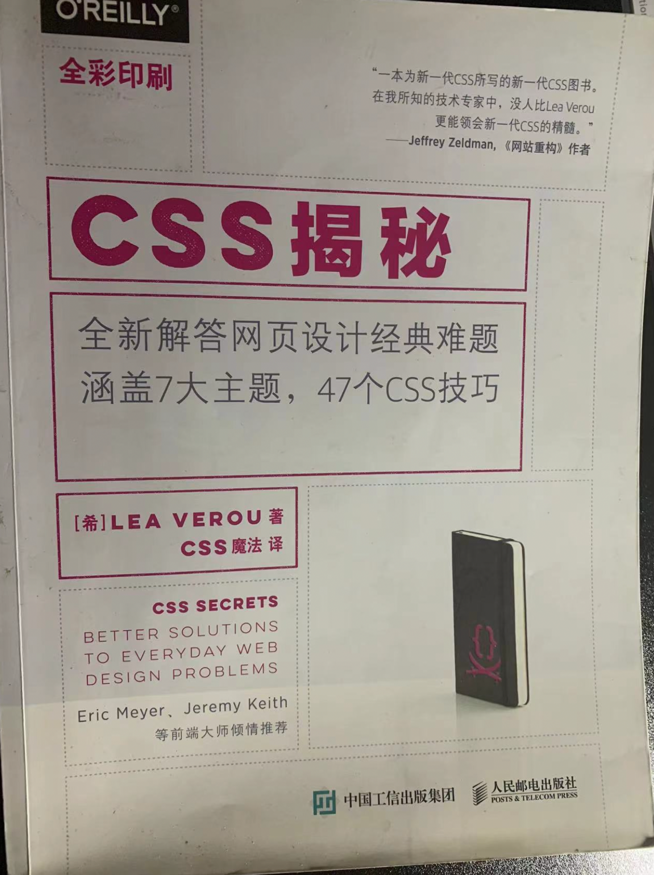 O'REILLY®
全彩印刷
“一本为新一代CSS所写的新一代CSS图书。
在我所知的技术专家中，没人比Lea Verou
更能领会新一代CSS的精髓。”
——Jeffrey Zeldman, 《网站重构》作者
CSS揭秘
全新解答网页设计经典难题
涵盖7大主题，47个CSS技巧
[希]LEA VEROU 著
CSS魔法 译
CSS SECRETS
BETTER SOLUTIONS
TO EVERYDAY WEB
DESIGN PROBLEMS
Eric Meyer、Jeremy Keith
等前端大师倾情推荐
中国工信出版集团
人民邮电出版社
POSTS & TELECOM PRESS